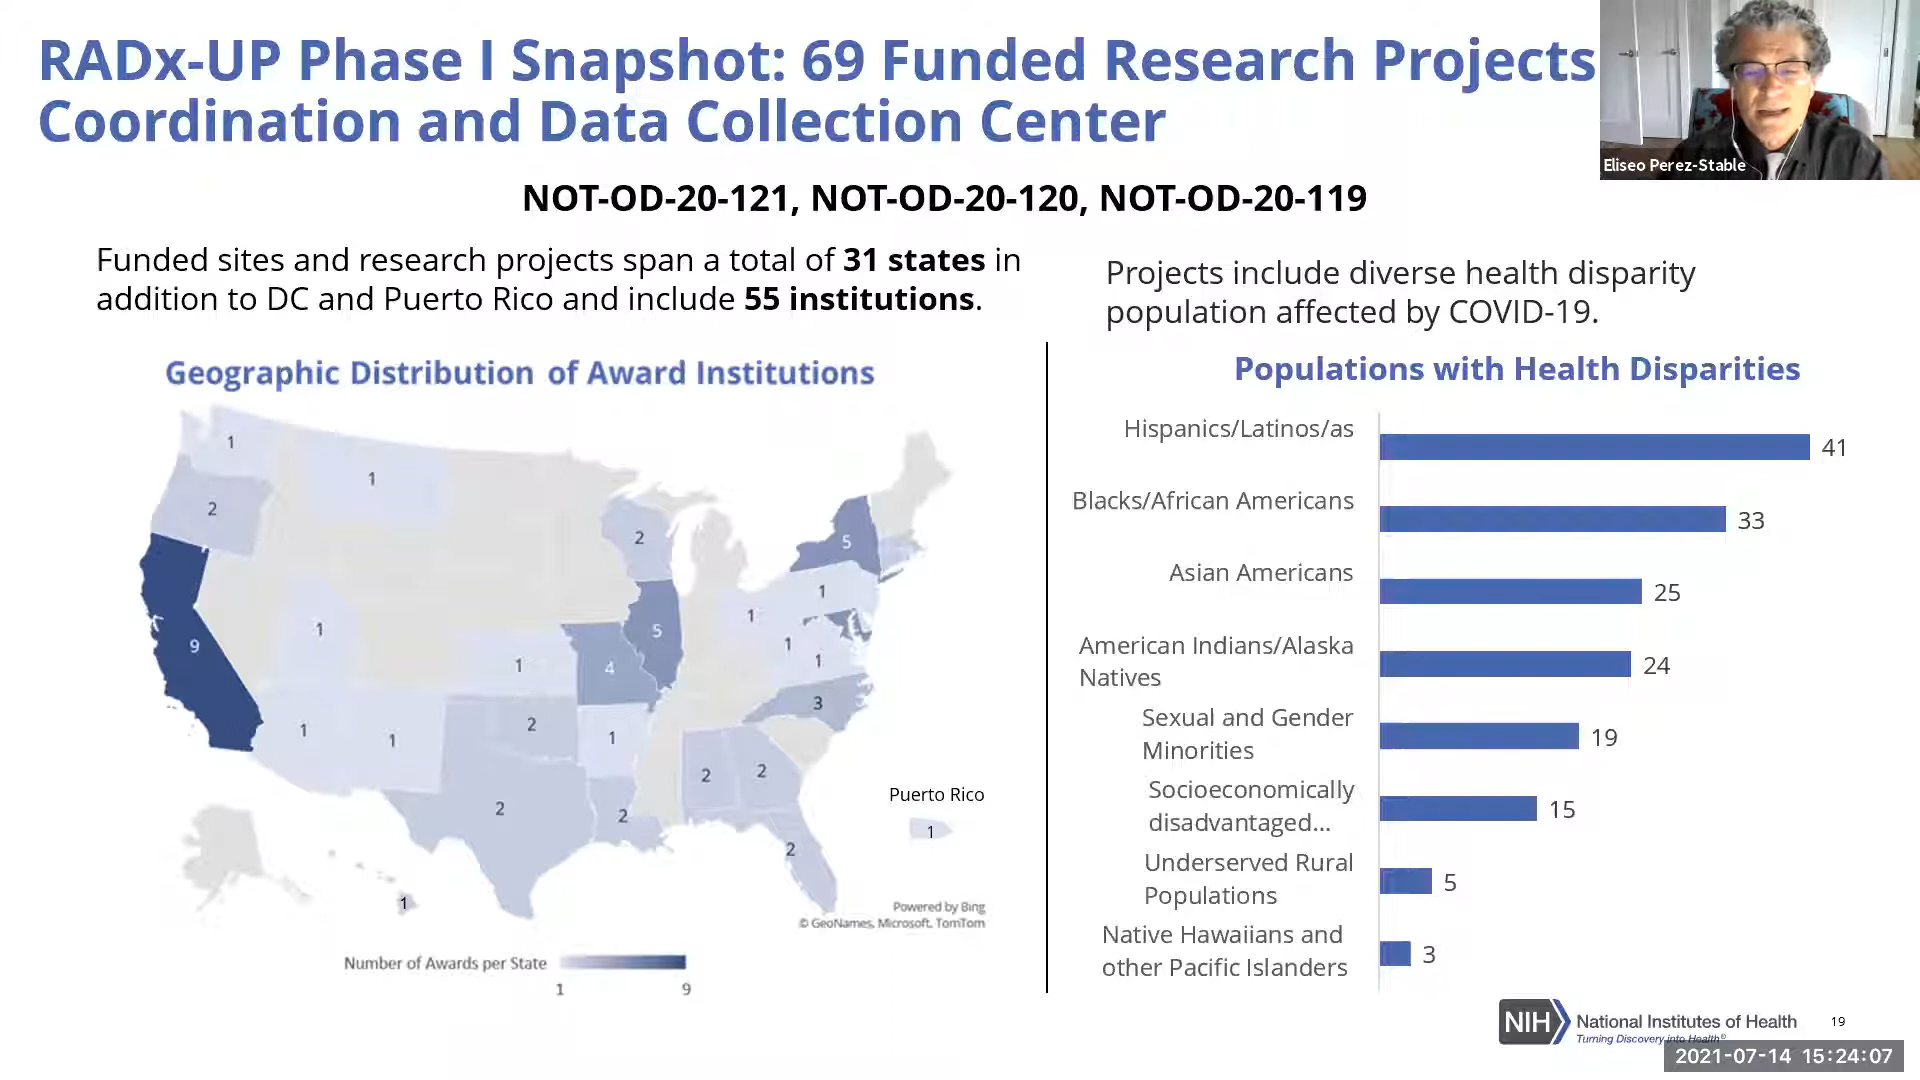 RADx-UP Phase I Snapshot: 69 Funded Research Projects
Coordination and Data Collection Center
Eliseo Perez-Stable
NOT-OD-20-121, NOT-OD-20-120, NOT-OD-20-119
Funded sites and research projects span a total of 31 states in
addition to DC and Puerto Rico and include 55 institutions.
Projects include diverse health disparity
population affected by COVID-19.
Geographic Distribution of Award Institutions
1
1
2
2
5
1
1
1
5
9
1
1
4
1
1
3
2
1
1
1
2
2
2
2
2
Puerto Rico
1
1
Powered by Bing
© GeoNames, Microsoft, TomTom
Number of Awards per State
1
9
Populations with Health Disparities
Hispanics/Latinos/as
41
Blacks/African Americans
33
Asian Americans
25
American Indians/Alaska
Natives
24
Sexual and Gender
Minorities
19
Socioeconomically
disadvantaged...
15
Underserved Rural
Populations
5
Native Hawaiians and
other Pacific Islanders
3
NIH
National Institutes of Health
Turning Discovery into Health®
19
2021-07-14 15:24:07